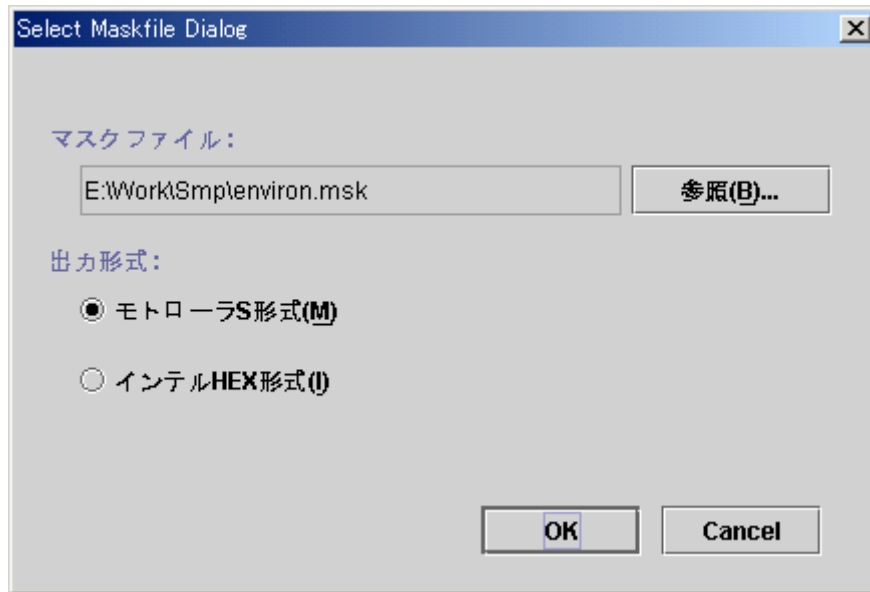 Select Maskfile Dialog
マスクファイル:
E:\Work\Smp\environ.msk
参照(B)...
出力形式:
モトローラS形式(M)
インテルHEX形式(I)
OK
Cancel